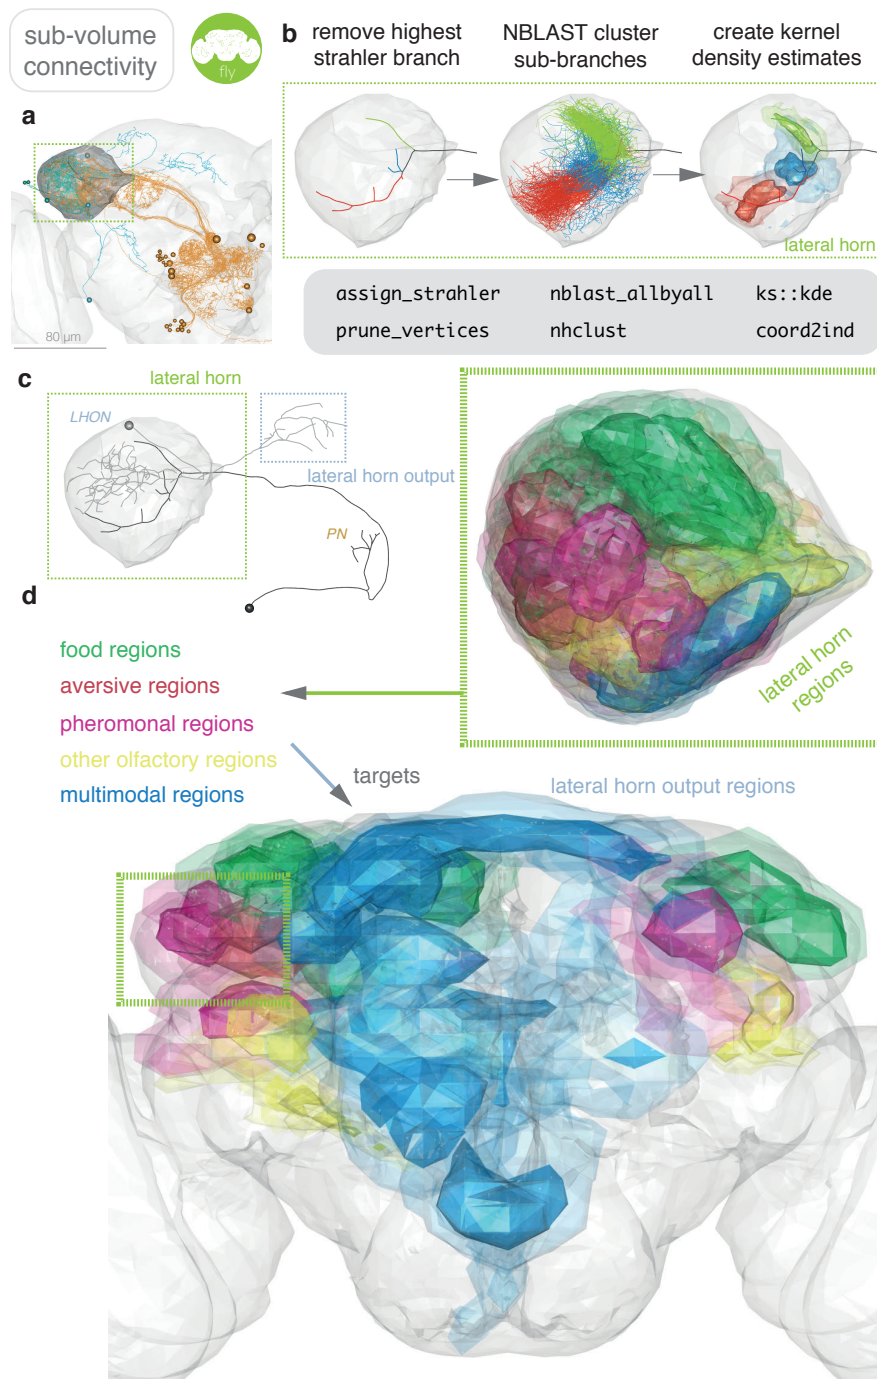 sub-volume
connectivity
fly
a
80 µm
b
remove highest
strahler branch
NBLAST cluster
sub-branches
create kernel
density estimates
lateral horn
assign_strahler
nblast_allbyall
ks::kde
prune_vertices
nhclust
coord2ind
c
lateral horn
LHON
lateral horn output
PN
lateral horn
regions
d
food regions
aversive regions
pheromonal regions
other olfactory regions
multimodal regions
targets
lateral horn output regions